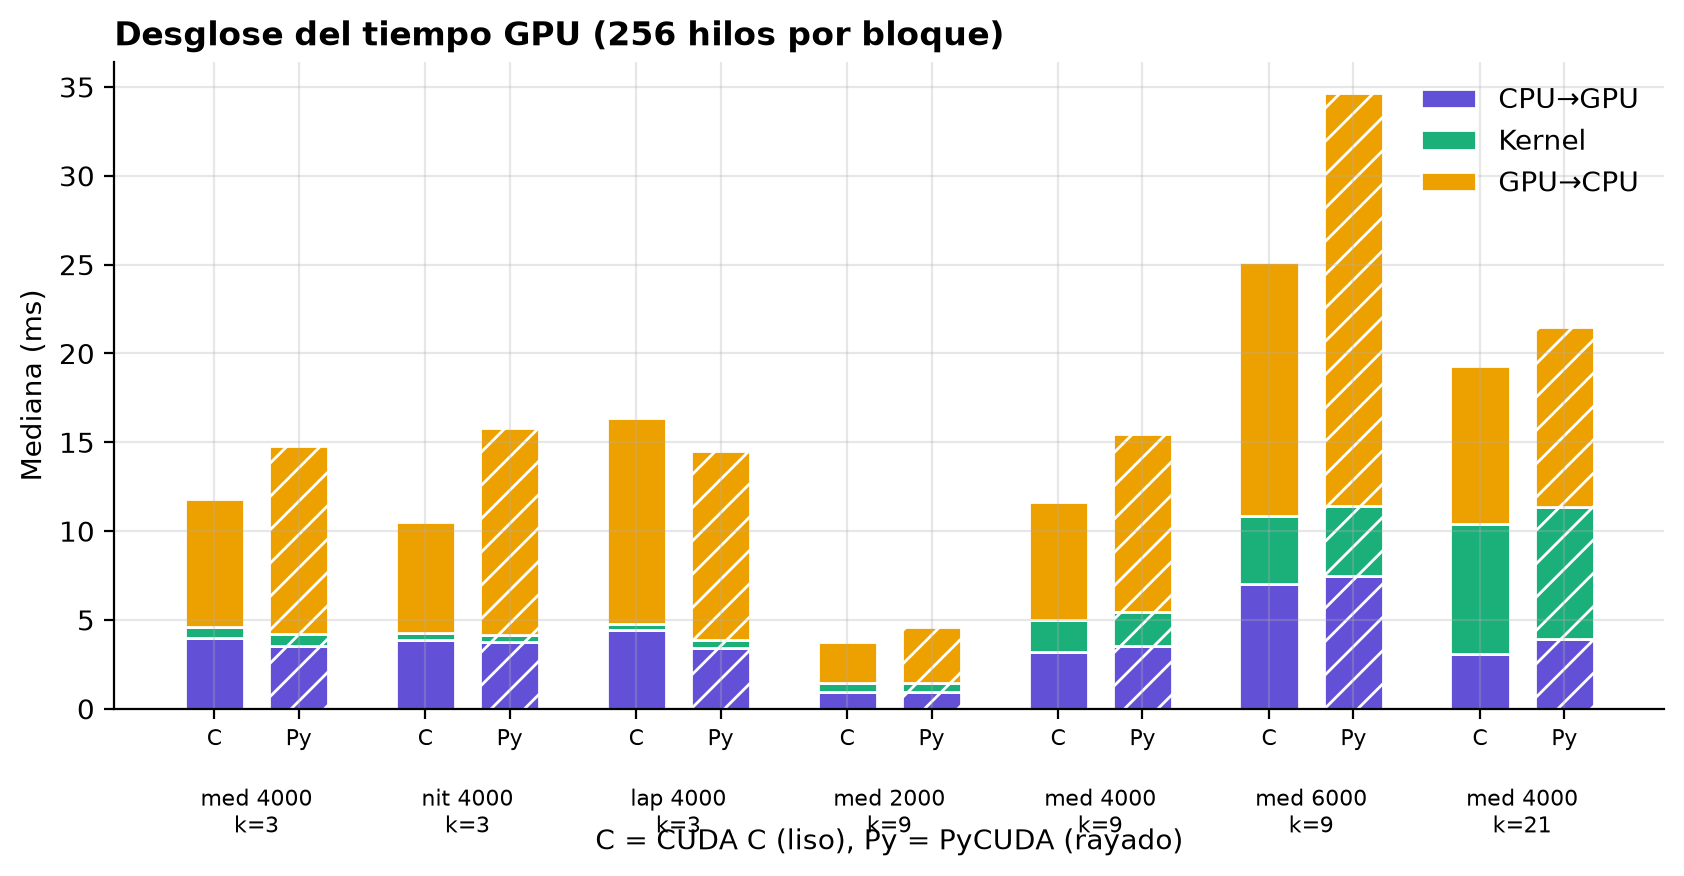 Desglose del tiempo GPU (256 hilos por bloque)
CPU→GPU
Kernel
GPU→CPU
Mediana (ms)
35
30
25
20
15
10
5
0
C Py C Py C Py C Py C Py C Py C Py
med 4000 nit 4000 lap 4000 med 2000 med 4000 med 6000 med 4000
k=3 k=3 k=3 k=9 k=9 k=9 k=21
C = CUDA C (liso), Py = PyCUDA (rayado)